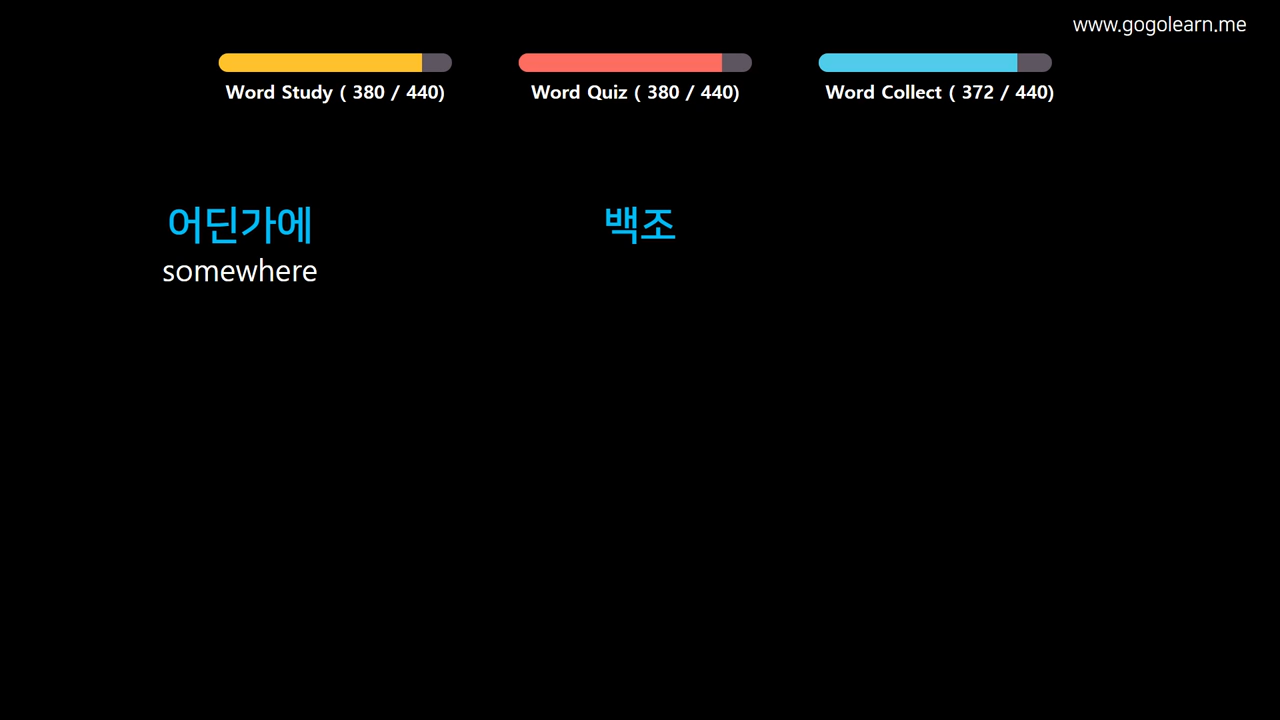 www.gogolearn.me
Word Study ( 380 / 440)
Word Quiz ( 380 / 440)
Word Collect ( 372 / 440)
어딘가에
somewhere
백조